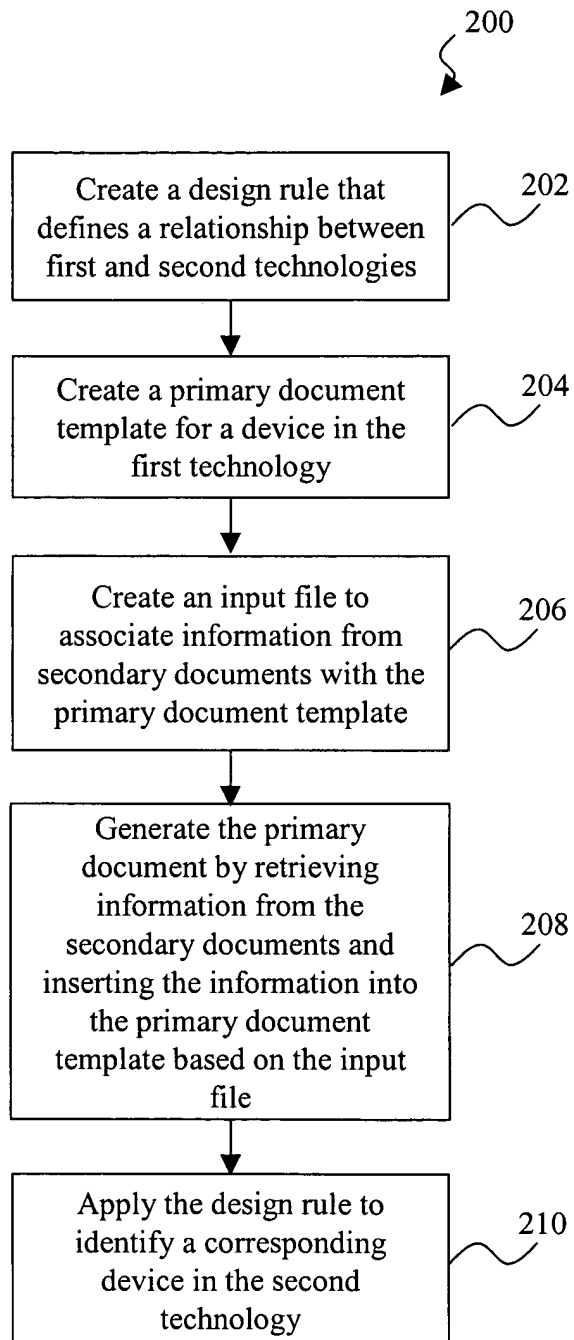 200
Create a design rule that
defines a relationship between
first and second technologies
202
Create a primary document
template for a device in the
first technology
204
Create an input file to
associate information from
secondary documents with the
primary document template
206
Generate the primary
document by retrieving
information from the
secondary documents and
inserting the information into
the primary document
template based on the input
file
208
Apply the design rule to
identify a corresponding
device in the second
technology
210